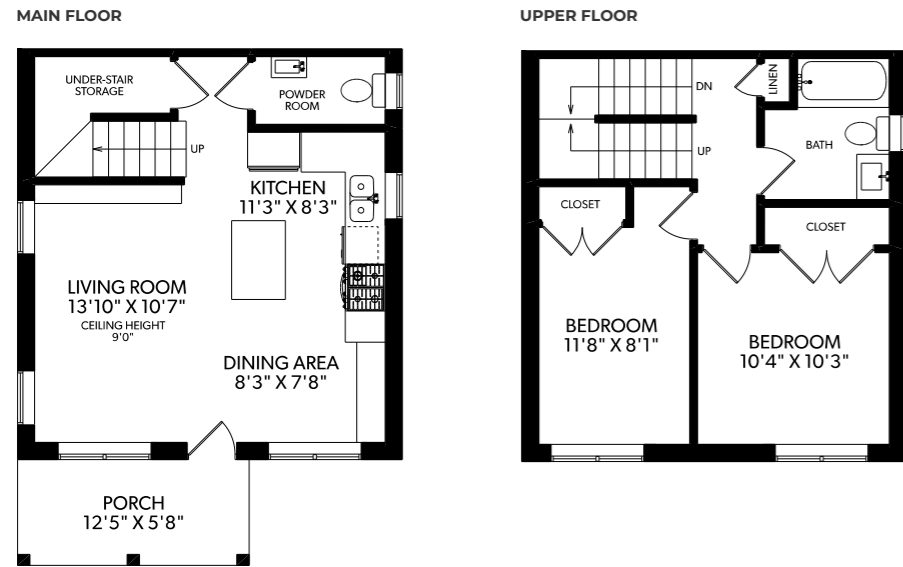 MAIN FLOOR
UNDER-STAIR
STORAGE
POWDER
ROOM
UP
KITCHEN
11'3" X 8'3"
LIVING ROOM
13'10" X 10'7"
CEILING HEIGHT
9'0"
DINING AREA
8'3" X 7'8"
PORCH
12'5" X 5'8"
UPPER FLOOR
DN
LINEN
UP
BATH
CLOSET
CLOSET
BEDROOM
11'8" X 8'1"
BEDROOM
10'4" X 10'3"